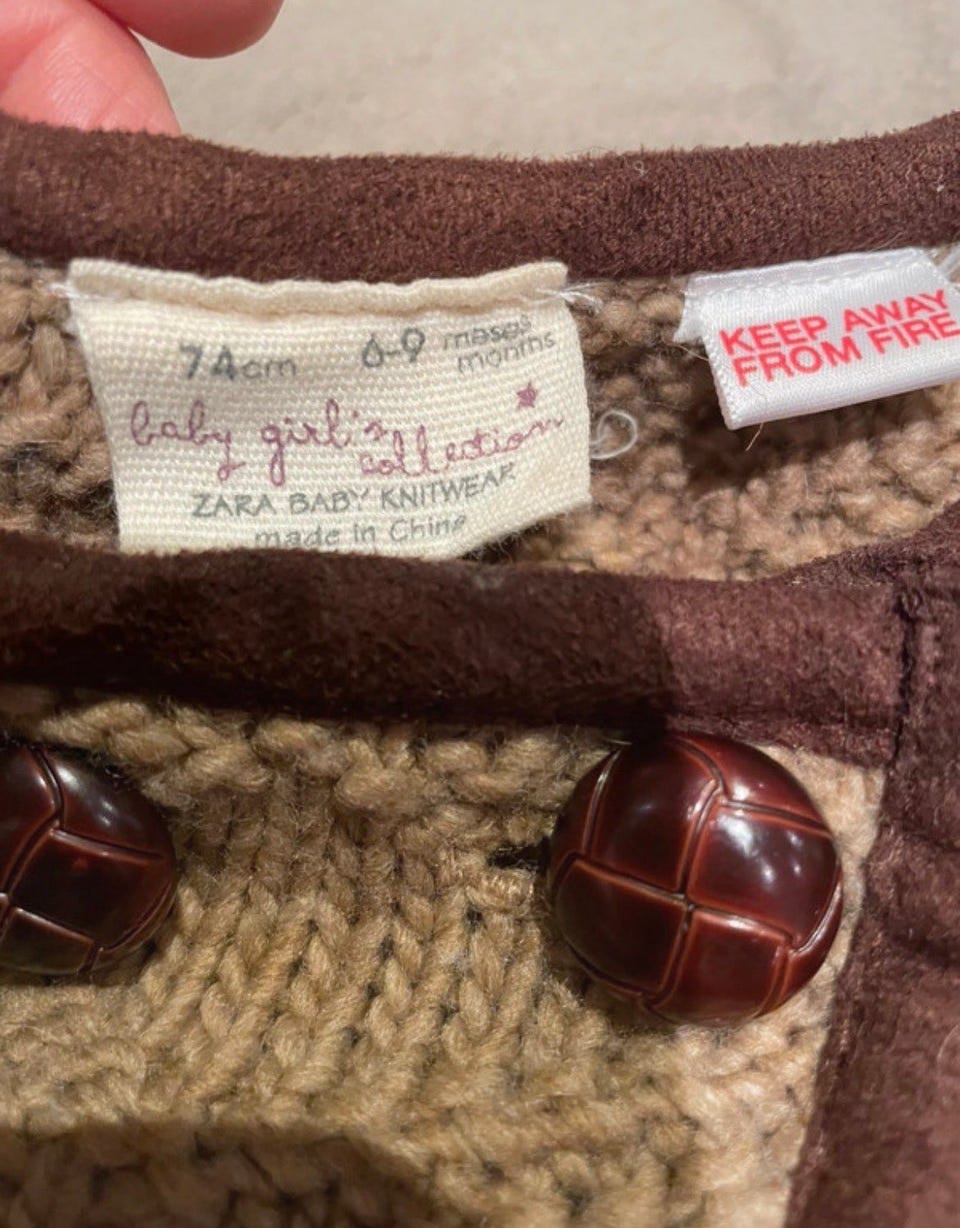 74cm 6-9 meses
months
baby girl's
collection
ZARA BABY KNITWEAR
made in China
KEEP AWAY
FROM FIRE